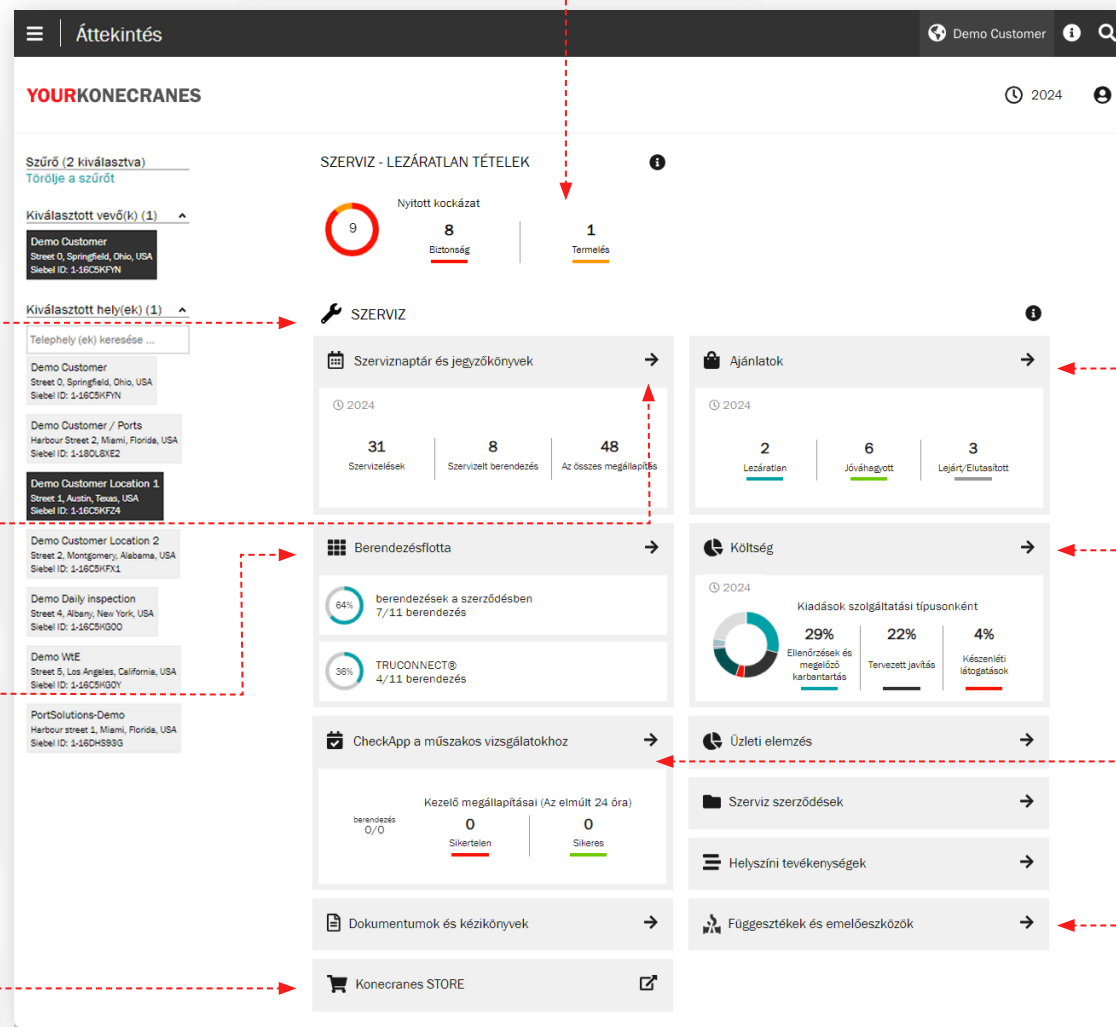 Áttekintés
Demo Customer
YOURKONECRANES
2024
Szűrő (2 kiválasztva)
Törölje a szűrőt
Kiválasztott vevő(k) (1)
Demo Customer
Street 0, Springfield, Ohio, USA
Siebel ID: 1-16C5KFYN
Kiválasztott hely(ek) (1)
Telephely (ek) keresése ...
Demo Customer
Street 0, Springfield, Ohio, USA
Siebel ID: 1-16C5KFYN
Demo Customer / Ports
Harbour Street 2, Miami, Florida, USA
Siebel ID: 1-18OL8XE2
Demo Customer Location 1
Street 1, Austin, Texas, USA
Siebel ID: 1-16C5KFZ4
Demo Customer Location 2
Street 2, Montgomery, Alabama, USA
Siebel ID: 1-16C5KFX1
Demo Daily inspection
Street 4, Albany, New York, USA
Siebel ID: 1-16C5KG0O
Demo WtE
Street 5, Los Angeles, California, USA
Siebel ID: 1-16C5KG0Y
PortSolutions-Demo
Harbour street 1, Miami, Florida, USA
Siebel ID: 1-16DHS93G
SZERVIZ - LEZÁRATLAN TÉTELEK
9
Nyitott kockázat
8
Biztonság
1
Termelés
SZERVIZ
Szerviznaptár és jegyzőkönyvek
2024
31
Szervizelések
8
Szervizelt berendezés
48
Az összes megállapítás
Ajánlatok
2024
2
Lezáratlan
6
Jóváhagyott
3
Lejárt/Elutasított
Berendezésflotta
64%
berendezések a szerződésben
7/11 berendezés
36%
TRUCONNECT®
4/11 berendezés
Költség
2024
Kiadások szolgáltatási típusonként
29%
Ellenőrzések és
megelőző
karbantartás
22%
Tervezett javítás
4%
Készenléti
látogatások
CheckApp a műszakos vizsgálatokhoz
berendezés
0/0
Kezelő megállapításai (Az elmúlt 24 óra)
0
Sikertelen
0
Sikeres
Üzleti elemzés
Szerviz szerződések
Helyszíni tevékenységek
Dokumentumok és kézikönyvek
Függesztékek és emelőeszközök
Konecranes STORE